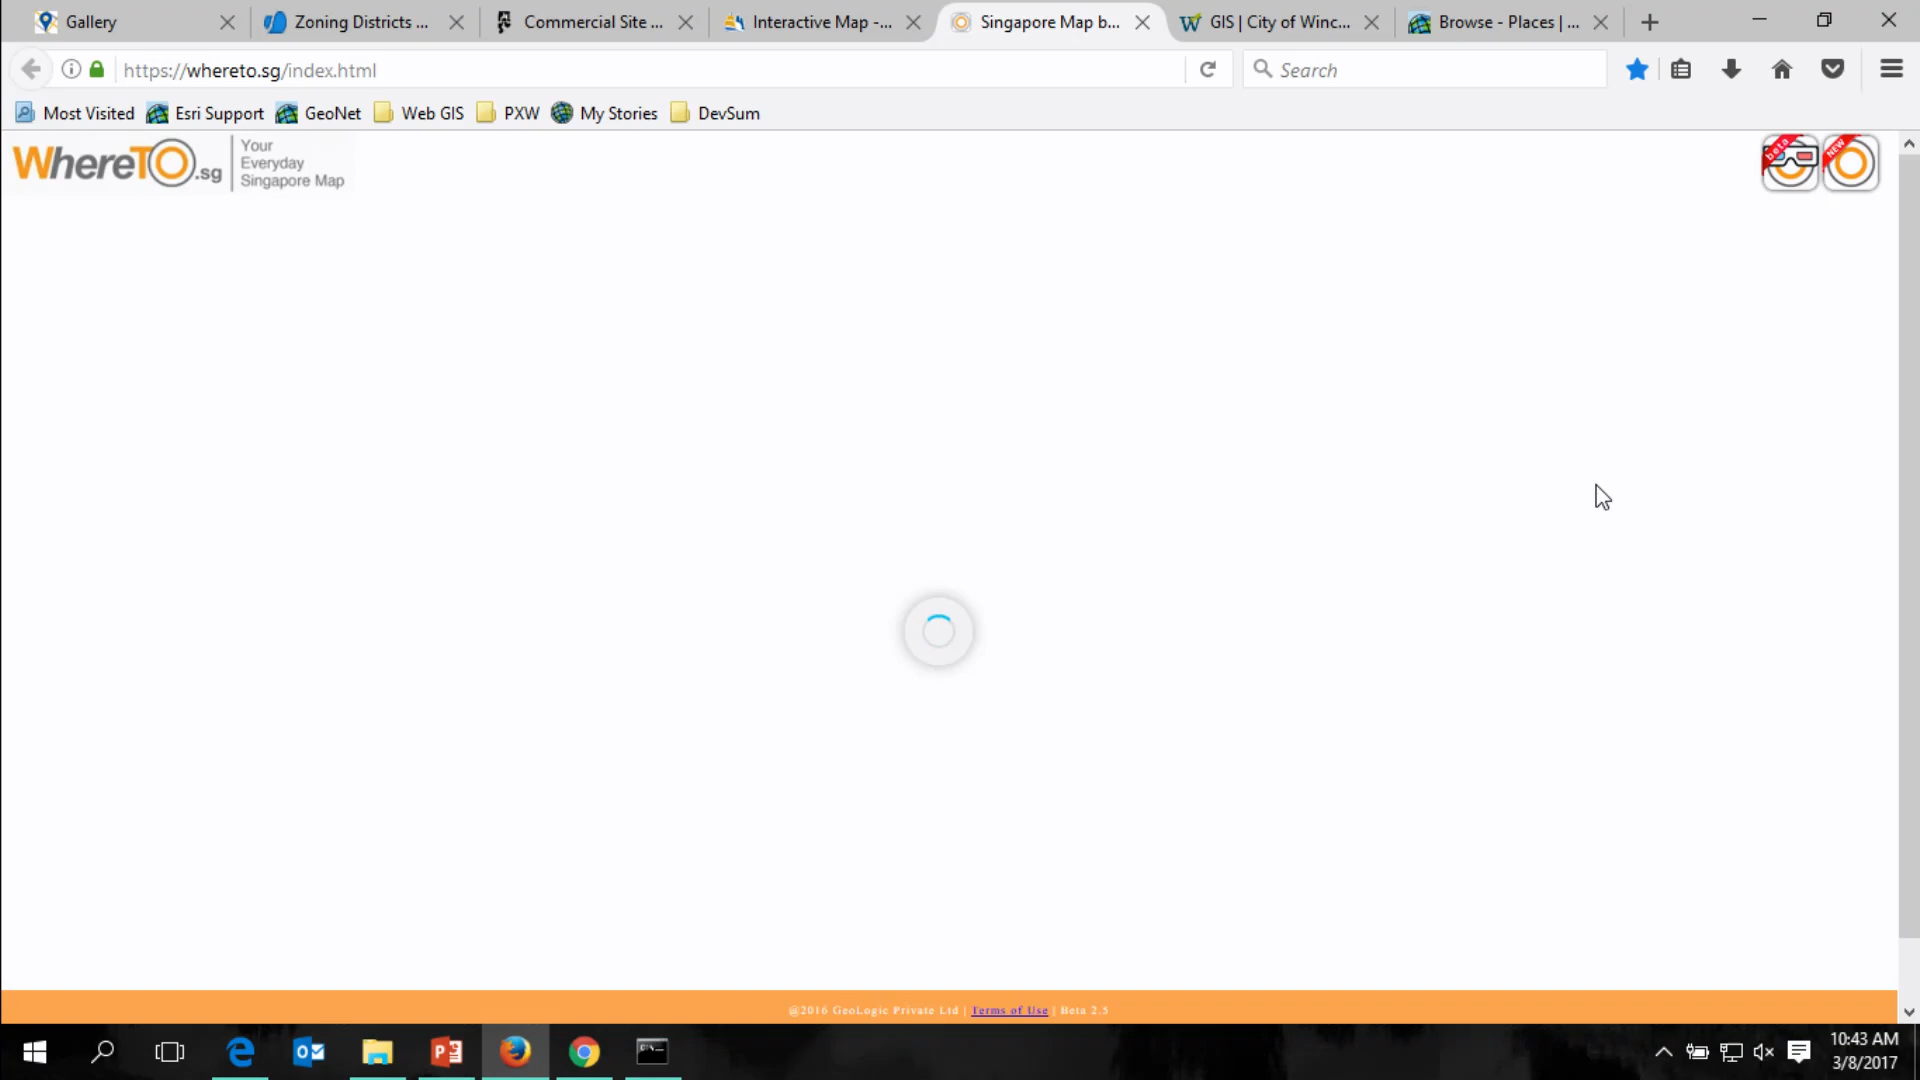 Gallery
Zoning Districts ...
Commercial Site ...
Interactive Map -...
Singapore Map b...
GIS | City of Winc...
Browse - Places | ...
https://whereto.sg/index.html
Search
Most Visited
Esri Support
GeoNet
Web GIS
PXW
My Stories
DevSum
WhereTO.sg
Your
Everyday
Singapore Map
beta
NEW
@2016 GeoLogic Private Ltd | Terms of Use | Beta 2.5
10:43 AM
3/8/2017